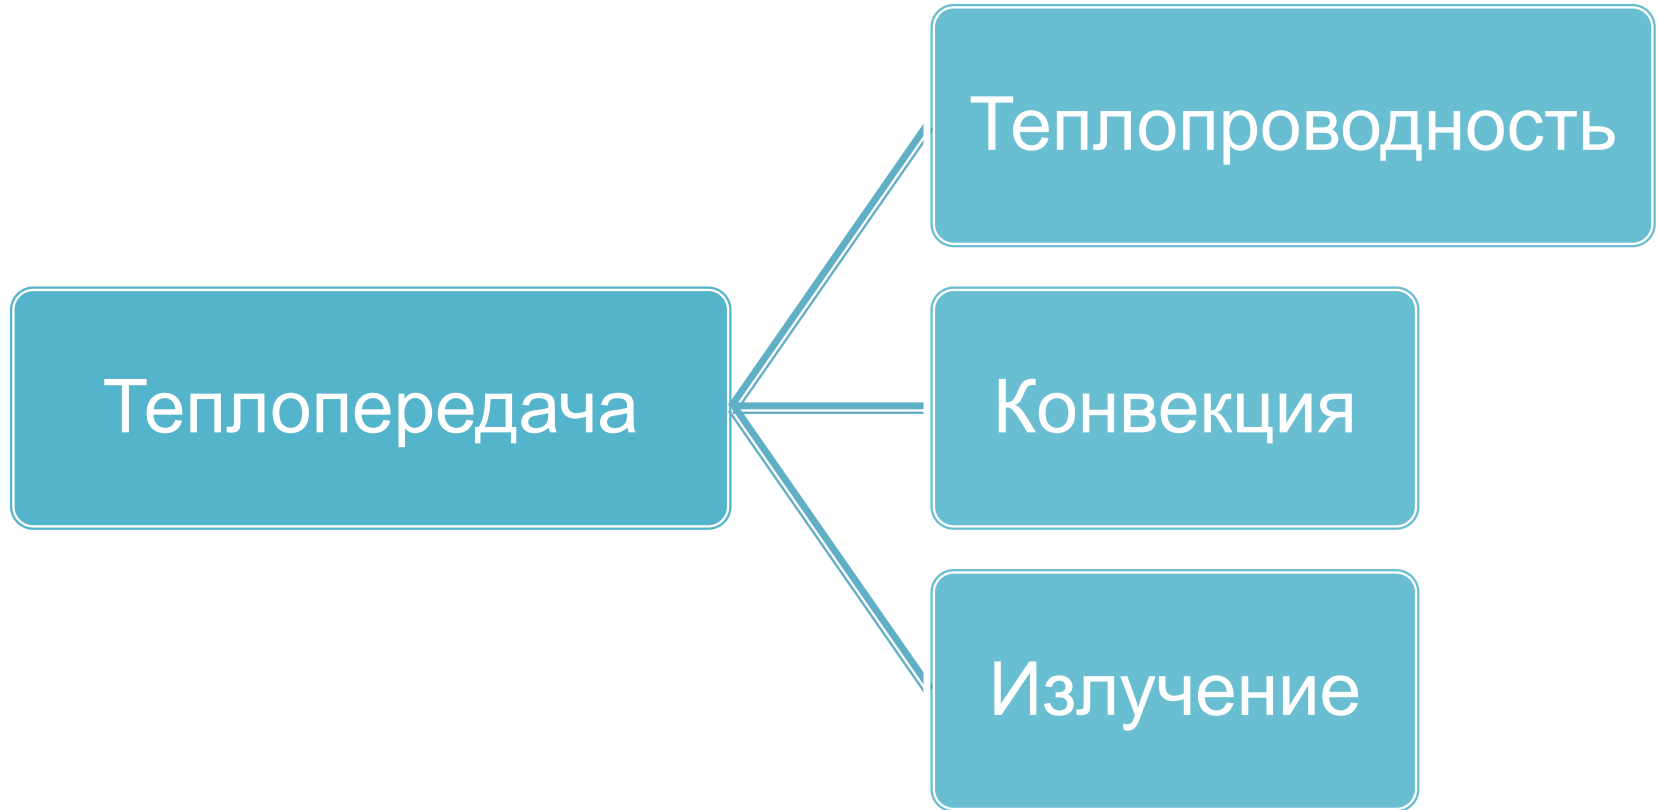 Теплопроводность
Теплопередача
Конвекция
Излучение